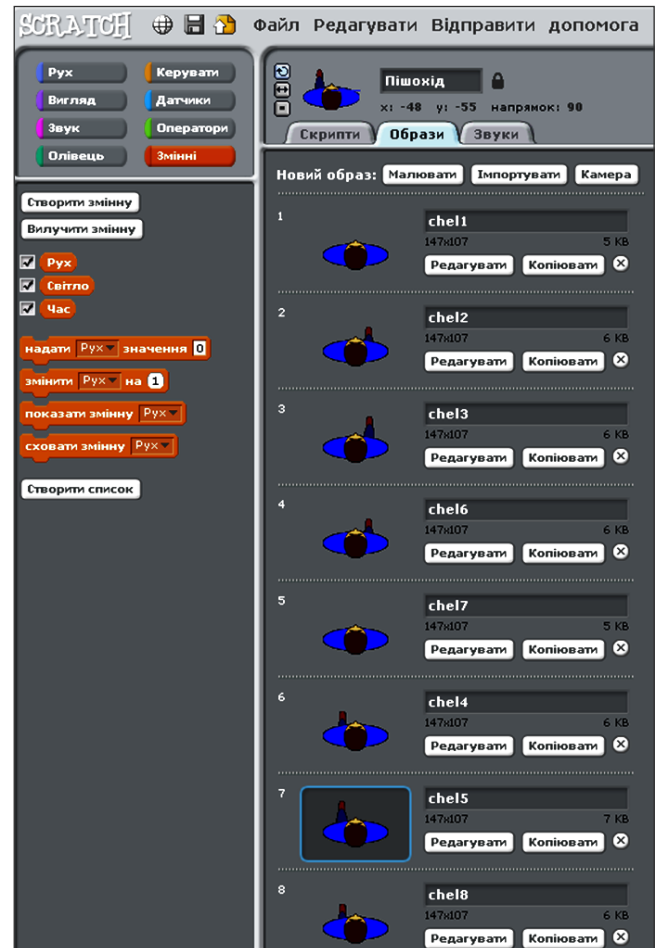 SCRATCH Файл Редагувати Відправити допомога
Рух Керувати
Вигляд Датчики
Звук Оператори
Олівець Змінні
Створити змінну
Вилучити змінну
Рух
Світло
Час
надати Рух значення 0
змінити Рух на 1
показати змінну Рух
сховати змінну Рух
Створити список
Пішохід
x: -48 y: -55 напрямок: 90
Скрипти Образи Звуки
Новий образ: Малювати Імпортувати Камера
1 chel1
147x107 5 KB
Редагувати Копіювати
2 chel2
147x107 6 KB
Редагувати Копіювати
3 chel3
147x107 6 KB
Редагувати Копіювати
4 chel6
147x107 6 KB
Редагувати Копіювати
5 chel7
147x107 5 KB
Редагувати Копіювати
6 chel4
147x107 6 KB
Редагувати Копіювати
7 chel5
147x107 7 KB
Редагувати Копіювати
8 chel8
147x107 6 KB
Редагувати Копіювати